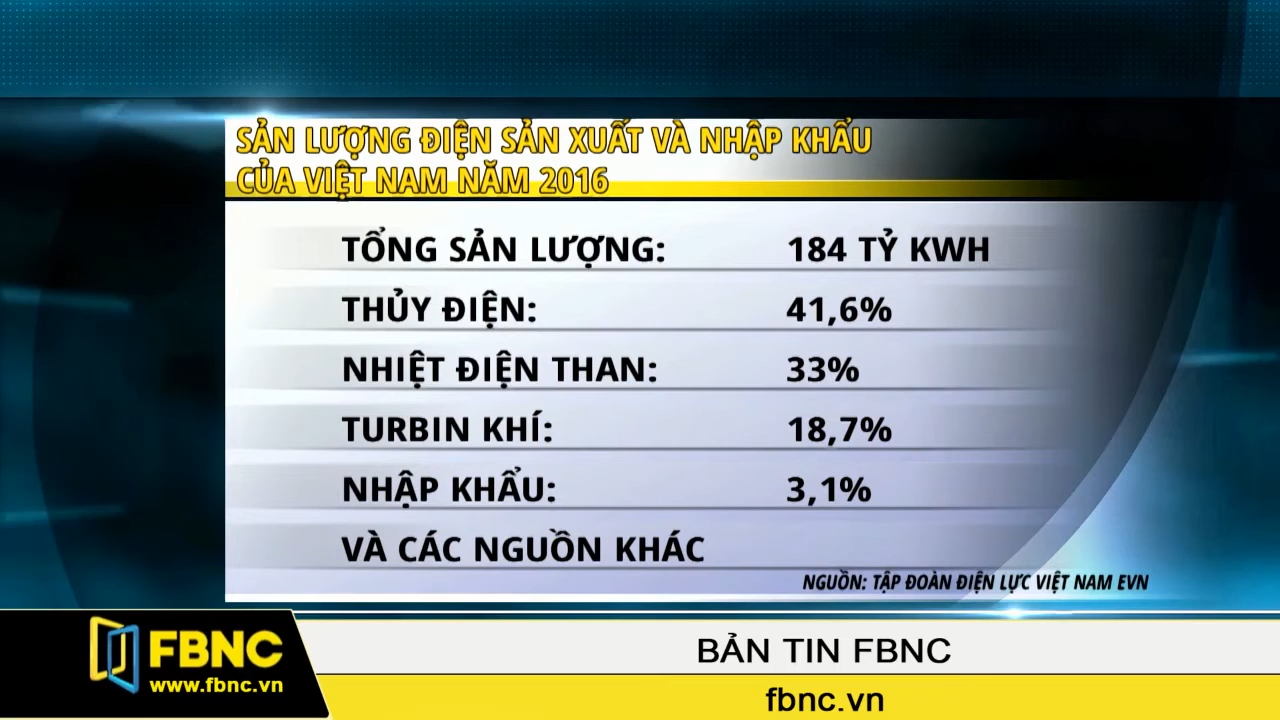 SẢN LƯỢNG ĐIỆN SẢN XUẤT VÀ NHẬP KHẨU
CỦA VIỆT NAM NĂM 2016
TỔNG SẢN LƯỢNG: 184 TỶ KWH
THỦY ĐIỆN: 41,6%
NHIỆT ĐIỆN THAN: 33%
TURBIN KHÍ: 18,7%
NHẬP KHẨU: 3,1%
VÀ CÁC NGUỒN KHÁC
NGUỒN: TẬP ĐOÀN ĐIỆN LỰC VIỆT NAM EVN
FBNC
www.fbnc.vn
BẢN TIN FBNC
fbnc.vn